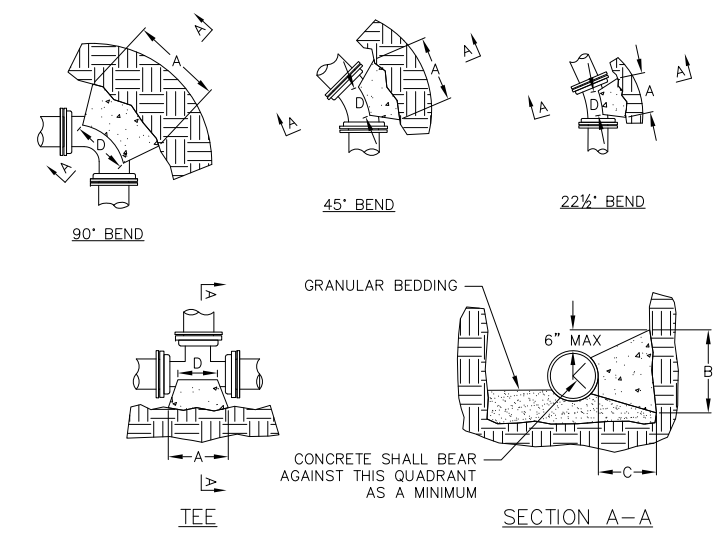 A
A
D
A
90° BEND
A
A
D
A
45° BEND
A
A
D
A
22½° BEND
A
D
A
A
TEE
GRANULAR BEDDING
6" MAX
B
C
CONCRETE SHALL BEAR
AGAINST THIS QUADRANT
AS A MINIMUM
SECTION A-A